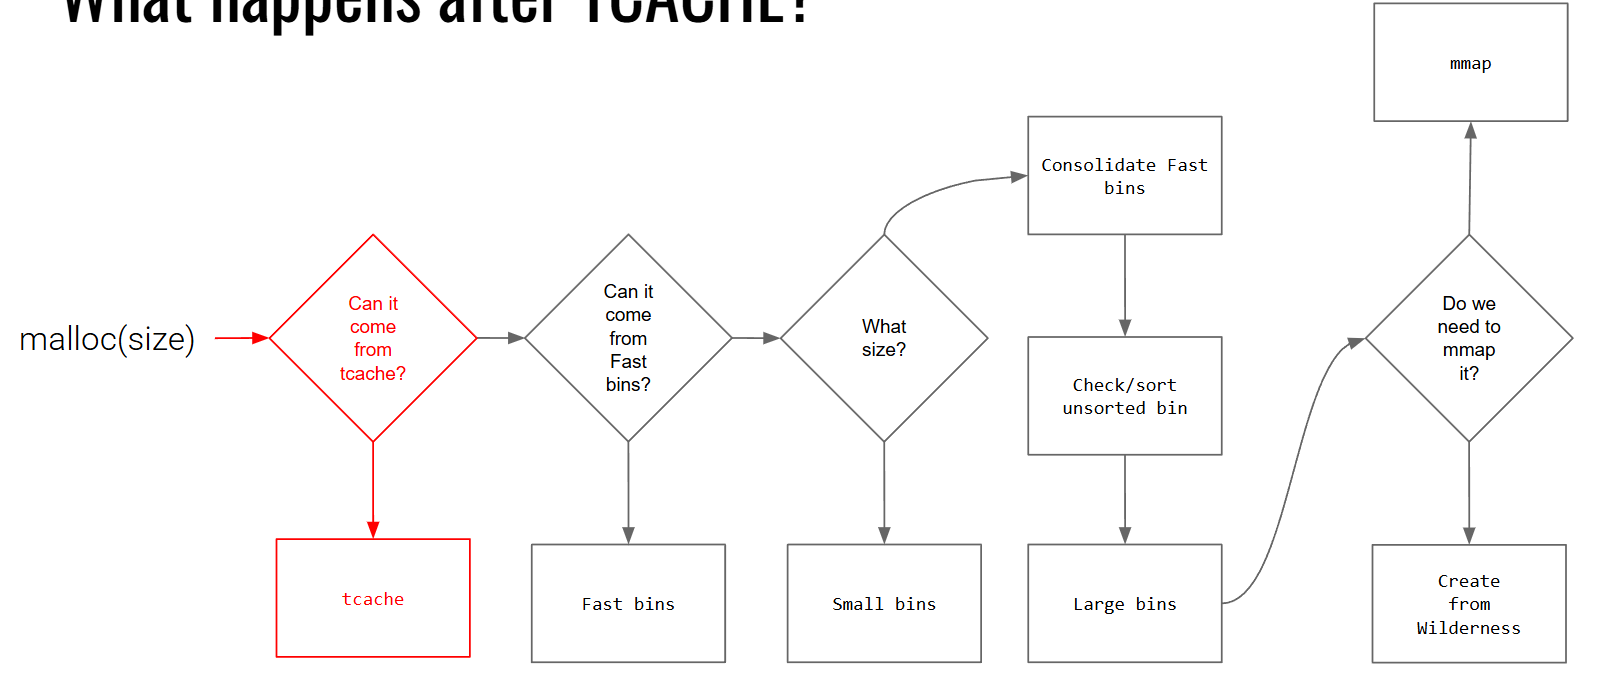 What happens after TCACHE?
mmap
Consolidate Fast
bins
malloc(size)
Can it
come
from
tcache?
Can it
come
from
Fast
bins?
What
size?
Check/sort
unsorted bin
Do we
need to
mmap
it?
tcache
Fast bins
Small bins
Large bins
Create
from
Wilderness